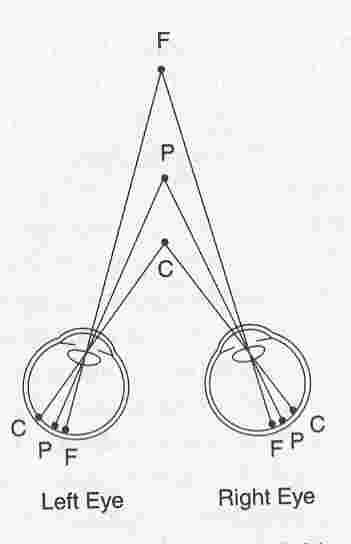 F
P
C
C P F
F P C
Left Eye
Right Eye